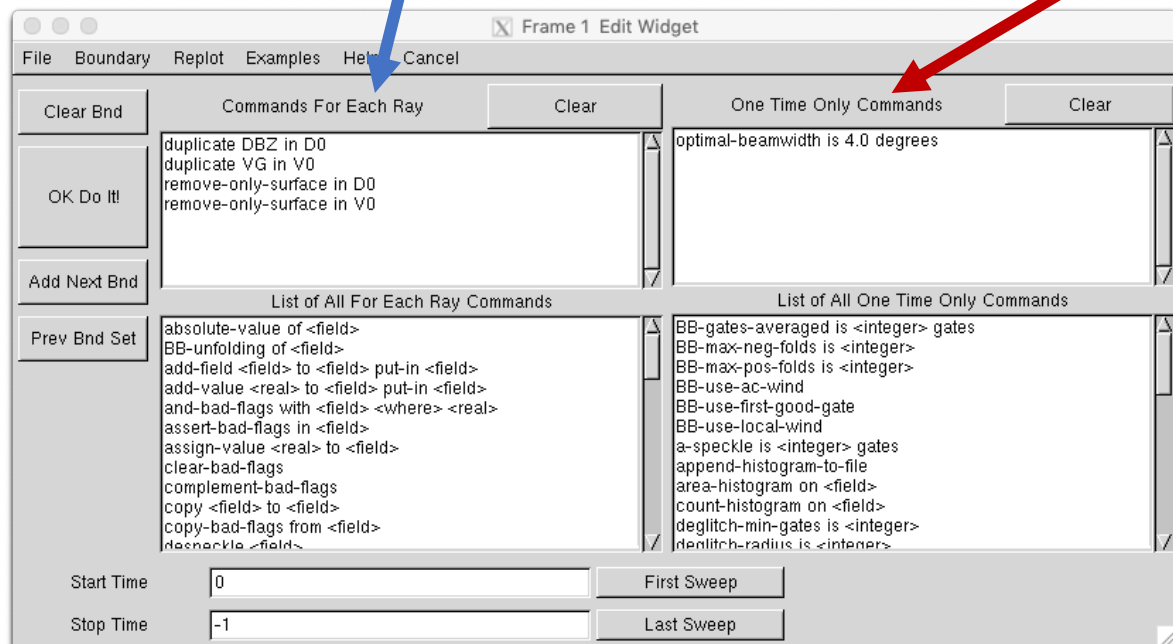 Frame 1 Edit Widget
File Boundary Replot Examples Help Cancel
Clear Bnd
OK Do It!
Add Next Bnd
Prev Bnd Set
Commands For Each Ray
Clear
duplicate DBZ in D0
duplicate VG in V0
remove-only-surface in D0
remove-only-surface in V0
One Time Only Commands
Clear
optimal-beamwidth is 4.0 degrees
List of All For Each Ray Commands
absolute-value of <field>
BB-unfolding of <field>
add-field <field> to <field> put-in <field>
add-value <real> to <field> put-in <field>
and-bad-flags with <field> <where> <real>
assert-bad-flags in <field>
assign-value <real> to <field>
clear-bad-flags
complement-bad-flags
copy <field> to <field>
copy-bad-flags from <field>
despeckle <field>
List of All One Time Only Commands
BB-gates-averaged is <integer> gates
BB-max-neg-folds is <integer>
BB-max-pos-folds is <integer>
BB-use-ac-wind
BB-use-first-good-gate
BB-use-local-wind
a-speckle is <integer> gates
append-histogram-to-file
area-histogram on <field>
count-histogram on <field>
deglitch-min-gates is <integer>
deglitch-radius is <integer>
Start Time 0 First Sweep
Stop Time -1 Last Sweep